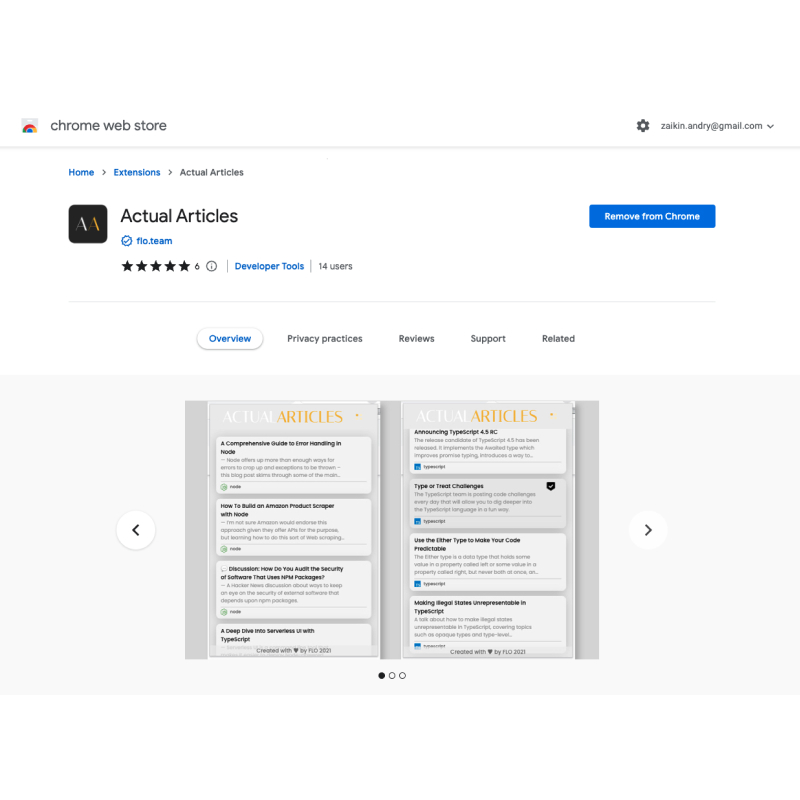 chrome web store
zaikin.andry@gmail.com
Home > Extensions > Actual Articles
AA
Actual Articles
Remove from Chrome
flo.team
6 | Developer Tools | 14 users
Overview
Privacy practices
Reviews
Support
Related
ACTUAL ARTICLES
A Comprehensive Guide to Error Handling in
Node
— Node offers up more than enough ways for
errors to crop up and exceptions to be thrown –
this blog post skims through some of the main...
node
How To Build an Amazon Product Scraper
with Node
— I'm not sure Amazon would endorse this
approach given they offer APIs for the purpose,
but learning how to do this sort of Web scraping...
node
Discussion: How Do You Audit the Security
of Software That Uses NPM Packages?
— A Hacker News discussion about ways to keep
an eye on the security of external software that
depends upon npm packages.
node
A Deep Dive Into Serverless UI with
TypeScript
Created with ♥ by FLO 2021
ACTUAL ARTICLES
Announcing TypeScript 4.5 RC
The release candidate of TypeScript 4.5 has been
released. It implements the Awaited type which
improves promise typing, introduces a way to...
typescript
Type or Treat Challenges
The TypeScript team is posting code challenges
every day that will allow you to dig deeper into
the TypeScript language in a fun way
typescript
Use the Either Type to Make Your Code
Predictable
The Either type is a data type that holds some
value in a property called left or some value in a
property called right, but never both at once, an...
typescript
Making Illegal States Unrepresentable in
TypeScript
A talk about how to make illegal states
unrepresentable in TypeScript, covering topics
such as opaque types and type-level...
typescript
Created with ♥ by FLO 2021